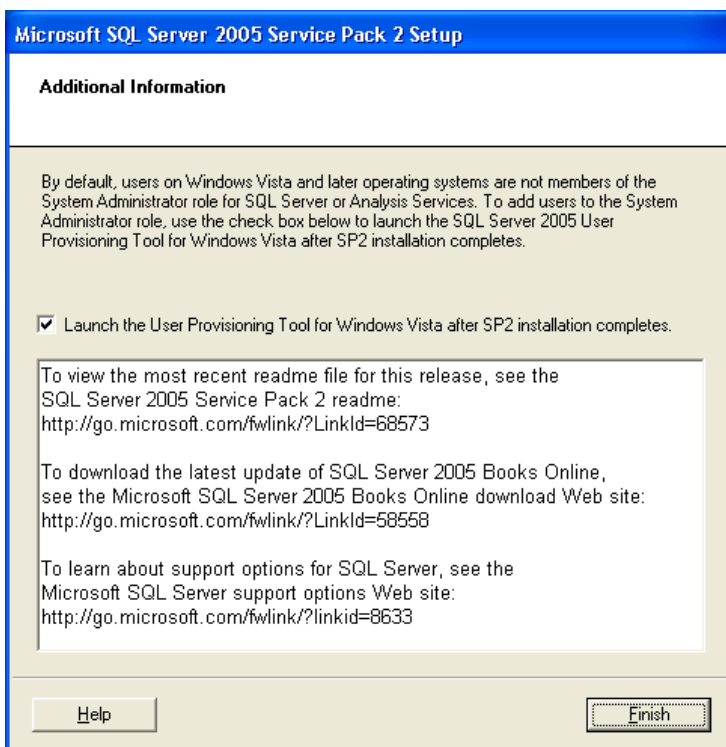 Microsoft SQL Server 2005 Service Pack 2 Setup
Additional Information
By default, users on Windows Vista and later operating systems are not members of the
System Administrator role for SQL Server or Analysis Services. To add users to the System
Administrator role, use the check box below to launch the SQL Server 2005 User
Provisioning Tool for Windows Vista after SP2 installation completes.
Launch the User Provisioning Tool for Windows Vista after SP2 installation completes.
To view the most recent readme file for this release, see the
SQL Server 2005 Service Pack 2 readme:
http://go.microsoft.com/fwlink/?LinkId=68573
To download the latest update of SQL Server 2005 Books Online,
see the Microsoft SQL Server 2005 Books Online download Web site:
http://go.microsoft.com/fwlink/?LinkId=58558
To learn about support options for SQL Server, see the
Microsoft SQL Server support options Web site:
http://go.microsoft.com/fwlink/?linkid=8633
Help
Finish